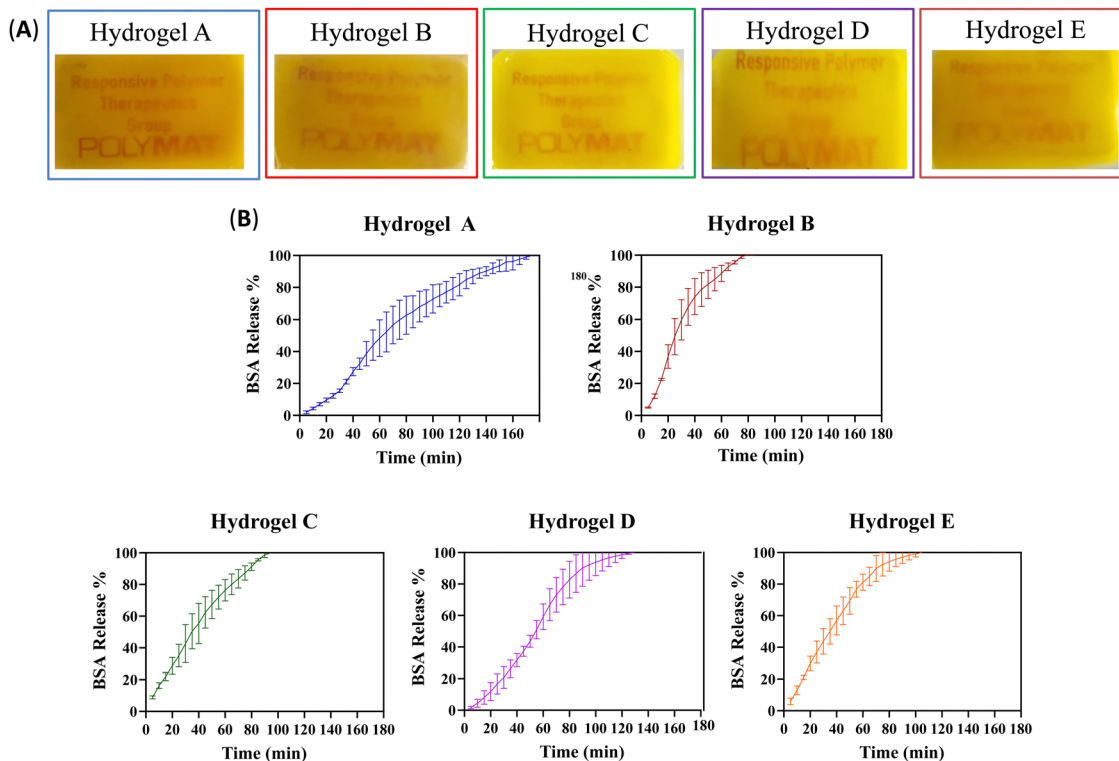 (A)
Hydrogel A
Hydrogel B
Hydrogel C
Hydrogel D
Hydrogel E
Responsive Polymer
Therapeutics
Group
POLYMAT
Responsive Polymer
Therapeutics
Group
POLYMAT
Responsive Polymer
Therapeutics
Group
POLYMAT
Responsive Polymer
Therapeutics
Group
POLYMAT
Responsive Polymer
Therapeutics
POLYMAT
(B)
Hydrogel A
BSA Release %
100
80
60
40
20
0
0 20 40 60 80 100 120 140 160
Time (min)
Hydrogel B
180
BSA Release %
100
80
60
40
20
0
0 20 40 60 80 100 120 140 160 180
Time (min)
Hydrogel C
BSA Release %
100
80
60
40
20
0
0 20 40 60 80 100 120 140 160 180
Time (min)
Hydrogel D
BSA Release %
100
80
60
40
20
0
0 20 40 60 80 100 120 140 160 182
Time (min)
Hydrogel E
BSA Release %
100
80
60
40
20
0
0 20 40 60 80 100 120 140 160 180
Time (min)